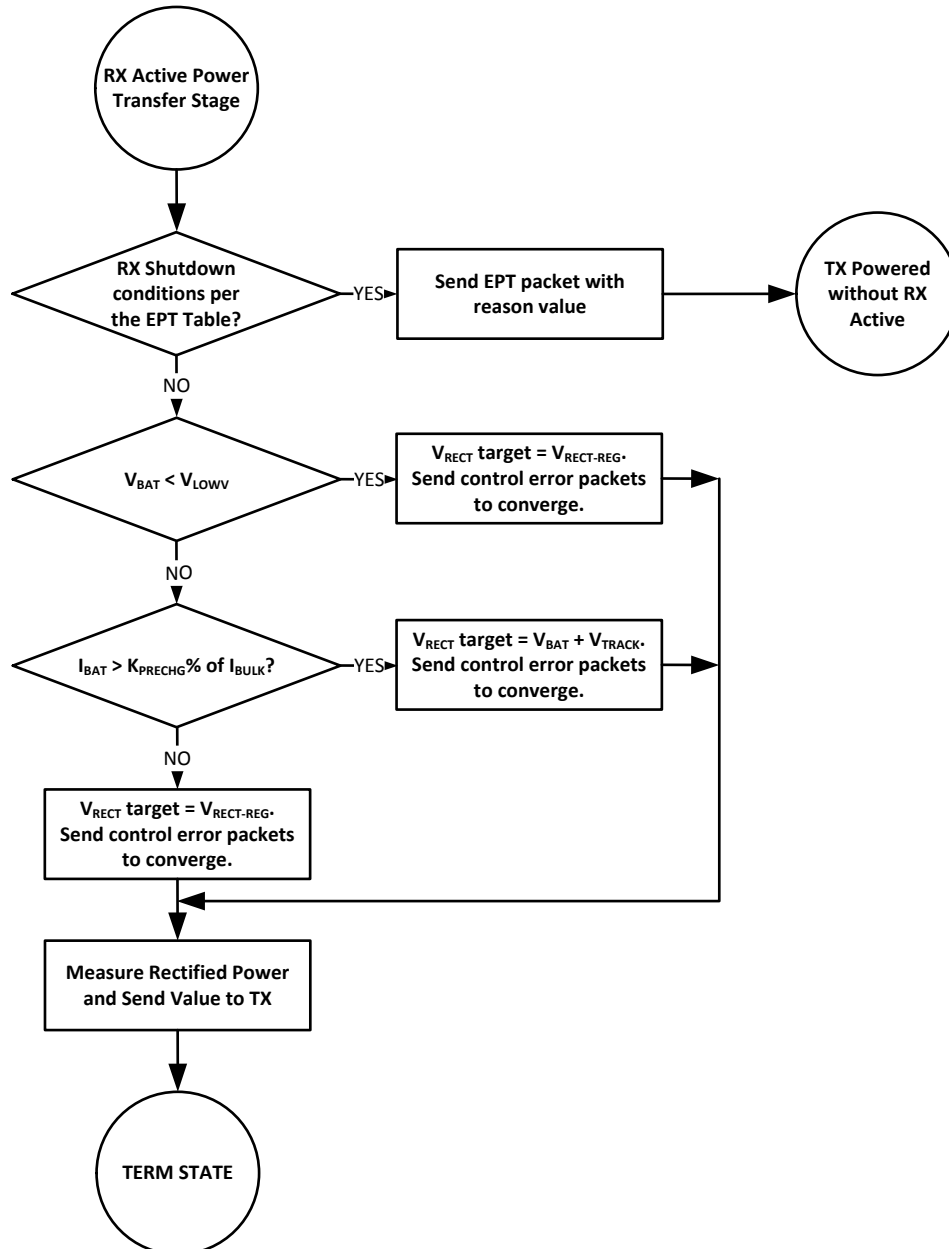 RX Active Power
Transfer Stage
RX Shutdown
conditions per
the EPT Table?
YES
Send EPT packet with
reason value
TX Powered
without RX
Active
NO
VBAT < VLOWV
YES
VRECT target = VRECT-REG.
Send control error packets
to converge.
NO
IBAT > KPRECHG% of IBULK?
YES
VRECT target = VBAT + VTRACK.
Send control error packets
to converge.
NO
VRECT target = VRECT-REG.
Send control error packets
to converge.
Measure Rectified Power
and Send Value to TX
TERM STATE